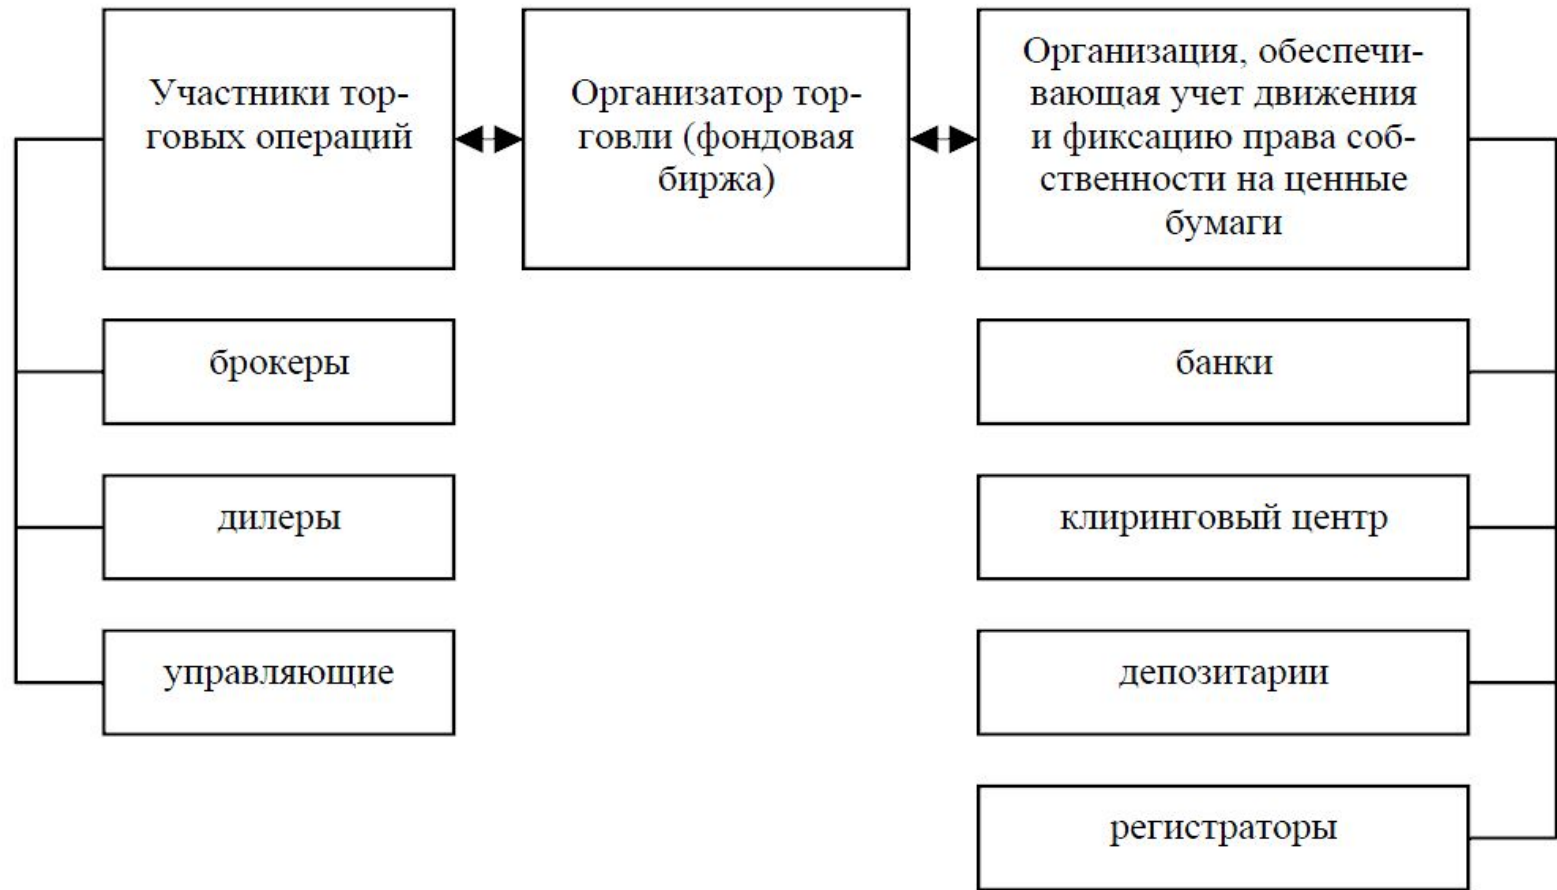 Участники тор-
говых операций
Организатор тор-
говли (фондовая
биржа)
Организация, обеспечи-
вающая учет движения
и фиксацию права соб-
ственности на ценные
бумаги
брокеры
дилеры
управляющие
банки
клиринговый центр
депозитарии
регистраторы